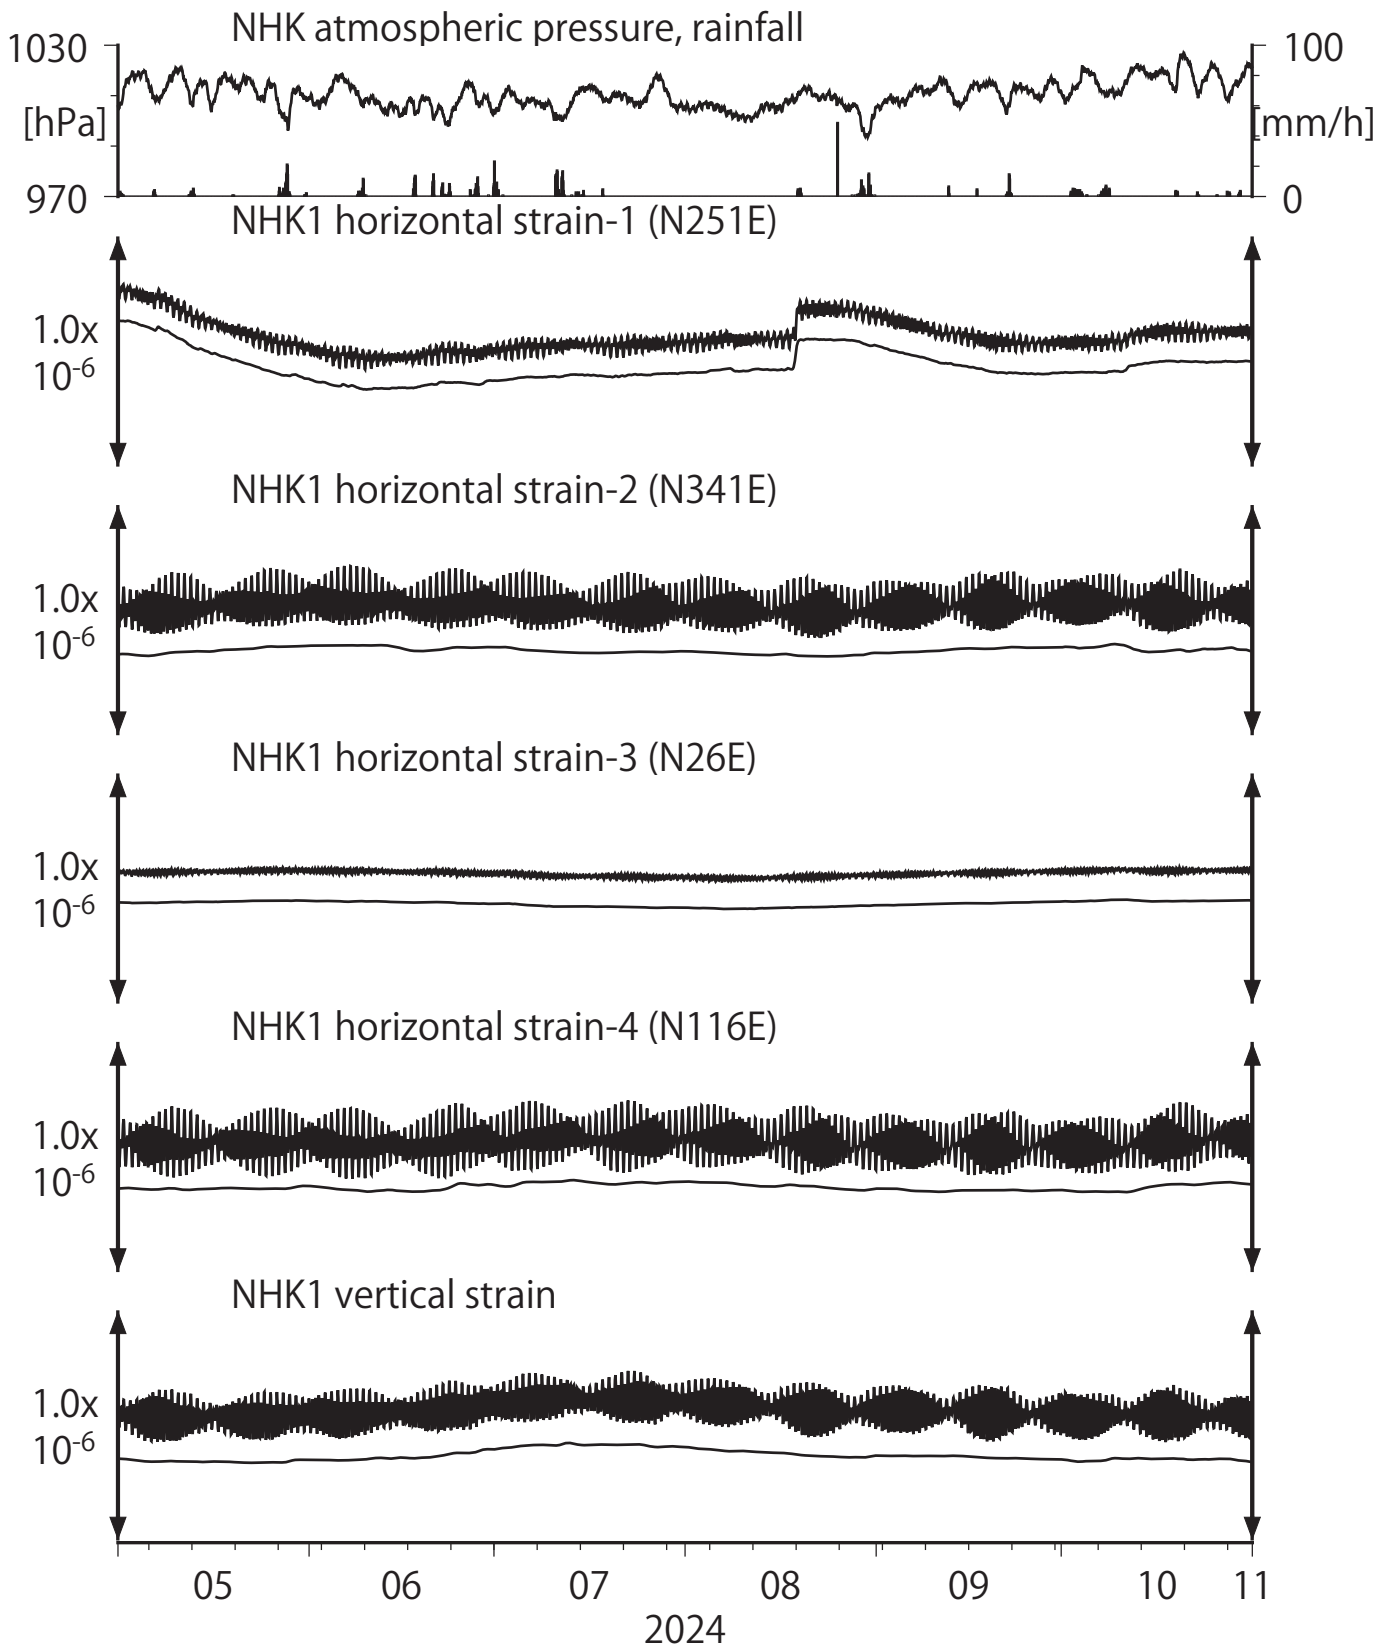 NHK atmospheric pressure, rainfall
1030
100
[hPa]
[mm/h]
970
0
NHK1 horizontal strain-1 (N251E)
1.0x
10-6
NHK1 horizontal strain-2 (N341E)
1.0x
10-6
NHK1 horizontal strain-3 (N26E)
1.0x
10-6
NHK1 horizontal strain-4 (N116E)
1.0x
10-6
NHK1 vertical strain
1.0x
10-6
05 06 07 08 09 10 11
2024